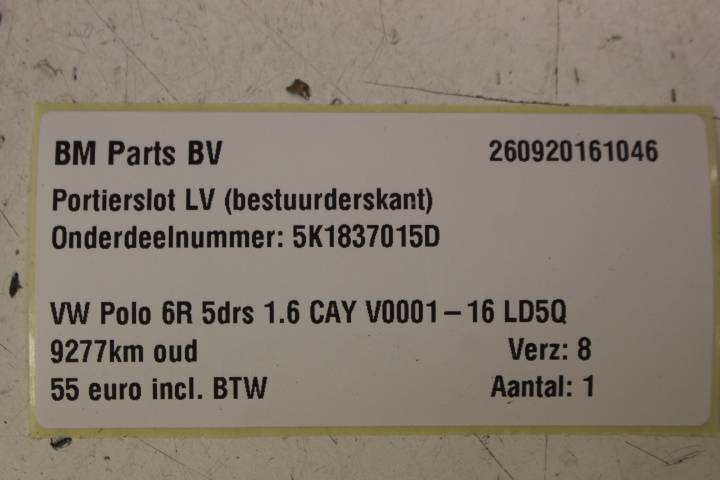 BM Parts BV 260920161046
Portierslot LV (bestuurderskant)
Onderdeelnummer: 5K1837015D
VW Polo 6R 5drs 1.6 CAY V0001-16 LD5Q
9277km oud Verz: 8
55 euro incl. BTW Aantal: 1